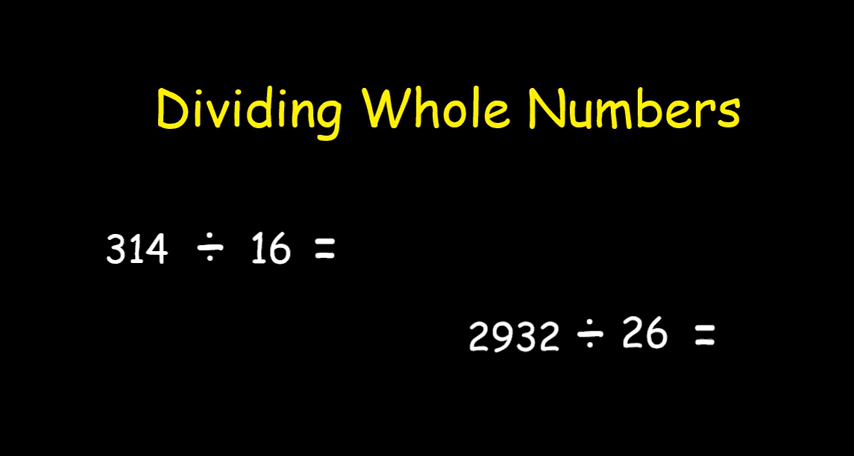 Dividing Whole Numbers
314 ÷ 16 =
2932 ÷ 26 =